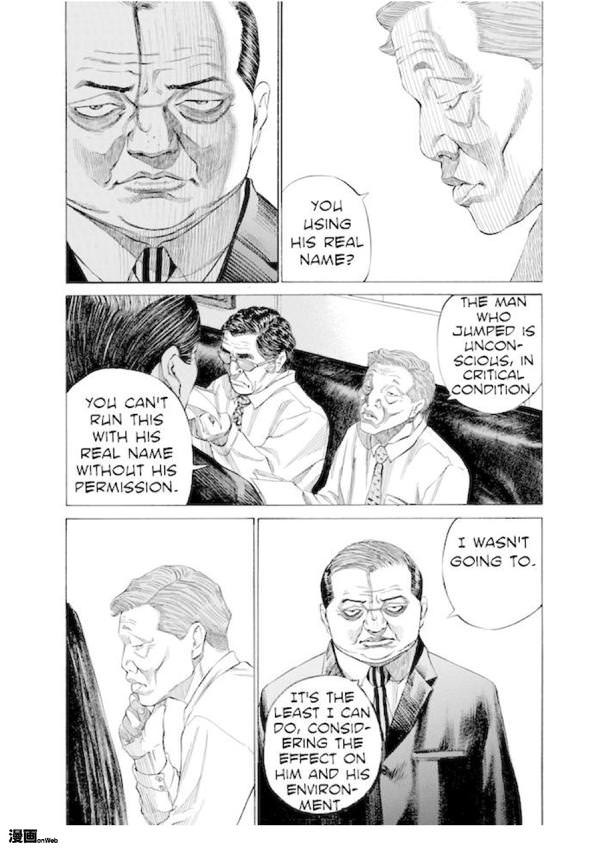 YOU
USING
HIS REAL
NAME?
THE MAN
WHO
JUMPED IS
UNCON-
SCIOUS, IN
CRITICAL
CONDITION.
YOU CAN'T
RUN THIS
WITH HIS
REAL NAME
WITHOUT HIS
PERMISSION.
I WASN'T
GOING TO.
IT'S THE
LEAST I CAN
DO, CONSID-
ERING THE
EFFECT ON
HIM AND HIS
ENVIRON-
MENT.
漫画onWeb